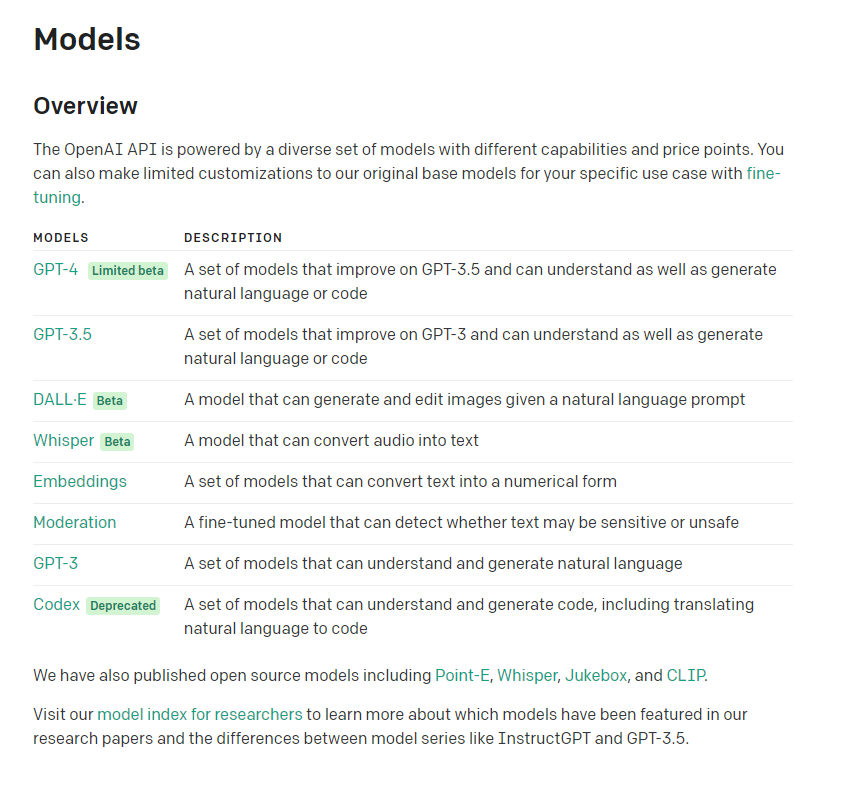 Models
Overview
The OpenAI API is powered by a diverse set of models with different capabilities and price points. You
can also make limited customizations to our original base models for your specific use case with fine-
tuning.
MODELS DESCRIPTION
GPT-4 Limited beta A set of models that improve on GPT-3.5 and can understand as well as generate
natural language or code
GPT-3.5 A set of models that improve on GPT-3 and can understand as well as generate
natural language or code
DALL·E Beta A model that can generate and edit images given a natural language prompt
Whisper Beta A model that can convert audio into text
Embeddings A set of models that can convert text into a numerical form
Moderation A fine-tuned model that can detect whether text may be sensitive or unsafe
GPT-3 A set of models that can understand and generate natural language
Codex Deprecated A set of models that can understand and generate code, including translating
natural language to code
We have also published open source models including Point-E, Whisper, Jukebox, and CLIP.
Visit our model index for researchers to learn more about which models have been featured in our
research papers and the differences between model series like InstructGPT and GPT-3.5.